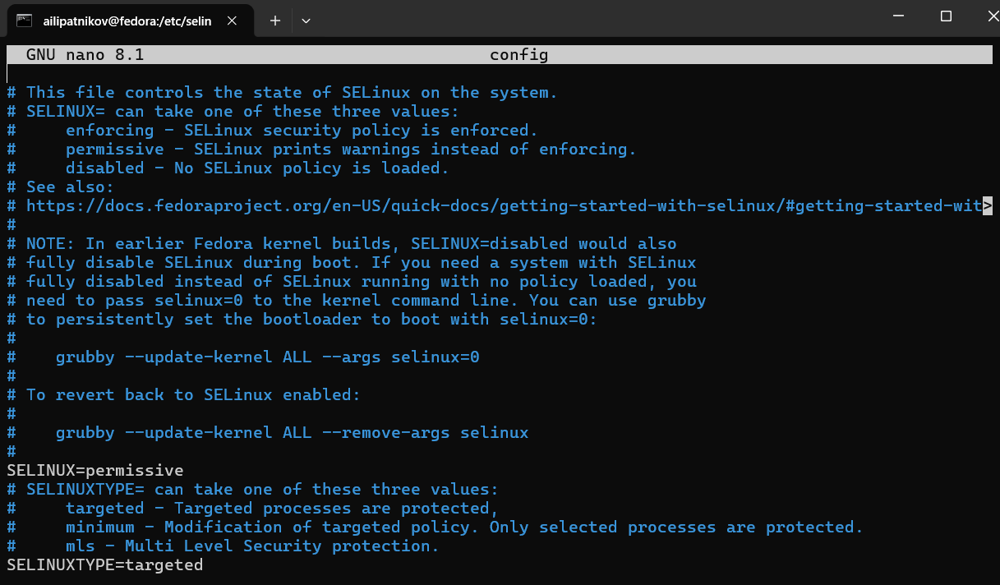 ailipatnikov@fedora:/etc/selin
GNU nano 8.1 config
# This file controls the state of SELinux on the system.
# SELINUX= can take one of these three values:
#     enforcing - SELinux security policy is enforced.
#     permissive - SELinux prints warnings instead of enforcing.
#     disabled - No SELinux policy is loaded.
# See also:
# https://docs.fedoraproject.org/en-US/quick-docs/getting-started-with-selinux/#getting-started-wit>
#
# NOTE: In earlier Fedora kernel builds, SELINUX=disabled would also
# fully disable SELinux during boot. If you need a system with SELinux
# fully disabled instead of SELinux running with no policy loaded, you
# need to pass selinux=0 to the kernel command line. You can use grubby
# to persistently set the bootloader to boot with selinux=0:
#
#    grubby --update-kernel ALL --args selinux=0
#
# To revert back to SELinux enabled:
#
#    grubby --update-kernel ALL --remove-args selinux
#
SELINUX=permissive
# SELINUXTYPE= can take one of these three values:
#     targeted - Targeted processes are protected,
#     minimum - Modification of targeted policy. Only selected processes are protected.
#     mls - Multi Level Security protection.
SELINUXTYPE=targeted